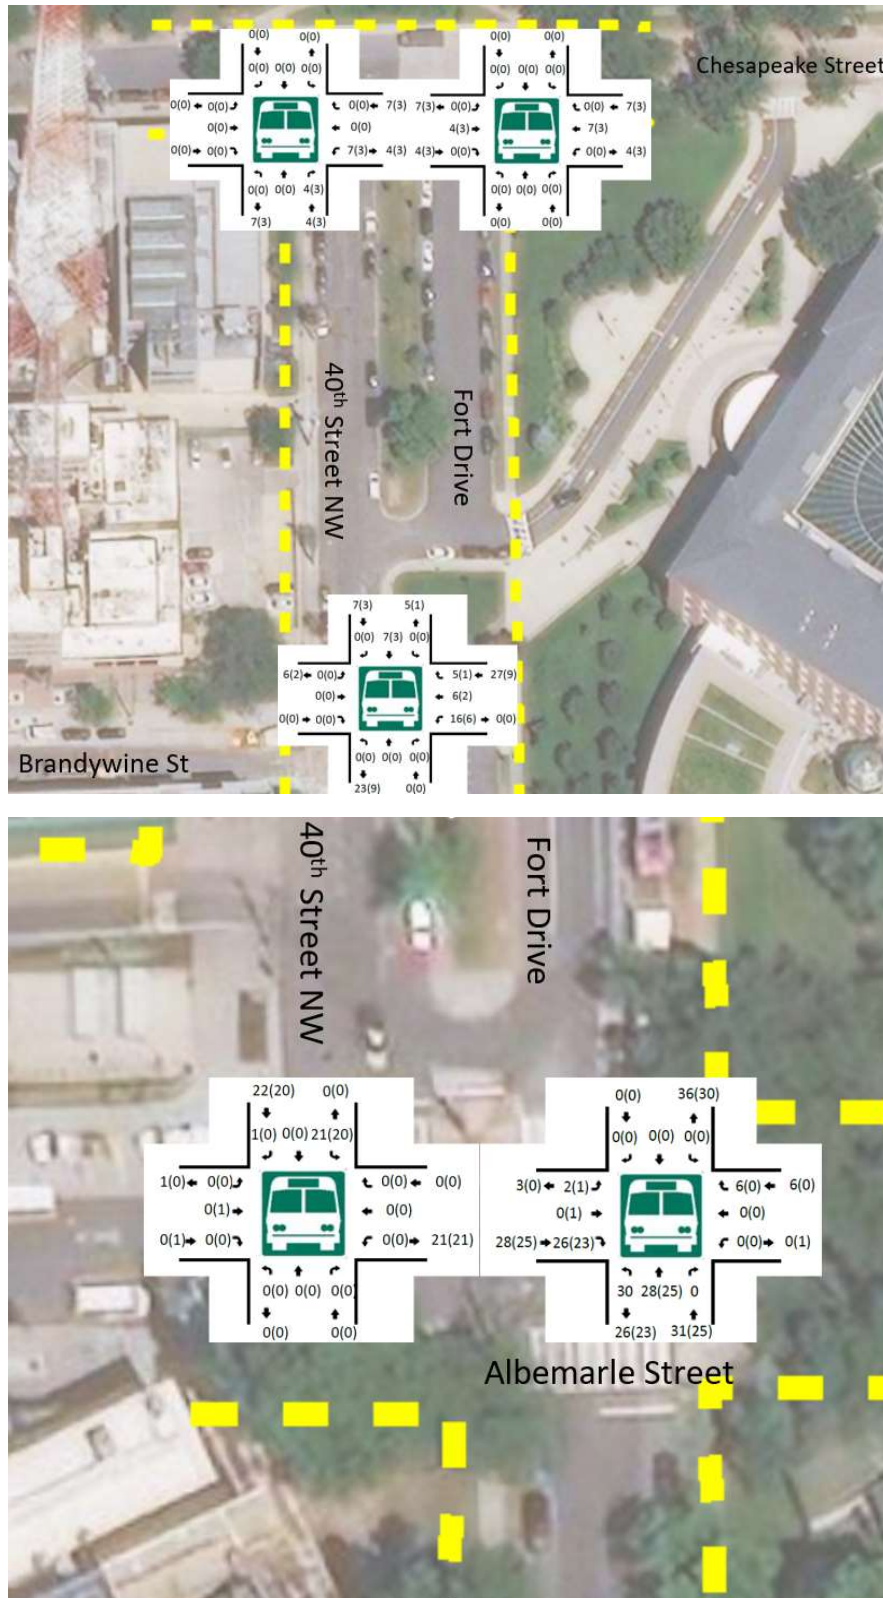 0(0) 0(0)
0(0) 0(0) 0(0)
0(0) 0(0) 0(0) 7(3)
0(0) 0(0)
0(0) 0(0) 7(3) 4(3)
0(0) 0(0) 4(3)
7(3) 4(3)
0(0) 0(0)
0(0) 0(0) 0(0)
7(3) 0(0) 0(0) 7(3)
4(3) 7(3)
4(3) 0(0) 0(0) 4(3)
0(0) 0(0) 0(0)
0(0) 0(0)
Chesapeake Street
40th Street NW
Fort Drive
7(3) 5(1)
0(0) 7(3) 0(0)
6(2) 0(0) 5(1) 27(9)
0(0) 6(2)
0(0) 0(0) 16(6) 0(0)
0(0) 0(0) 0(0)
23(9) 0(0)
Brandywine St
40th Street NW
Fort Drive
22(20) 0(0)
1(0) 0(0) 21(20)
1(0) 0(0) 0(0) 0(0)
0(1) 0(0)
0(1) 0(0) 0(0) 21(21)
0(0) 0(0) 0(0)
0(0) 0(0)
0(0) 36(30)
0(0) 0(0) 0(0)
3(0) 2(1) 6(0) 6(0)
0(1) 0(0)
28(25) 26(23) 0(0) 0(1)
30 28(25) 0
26(23) 31(25)
Albemarle Street